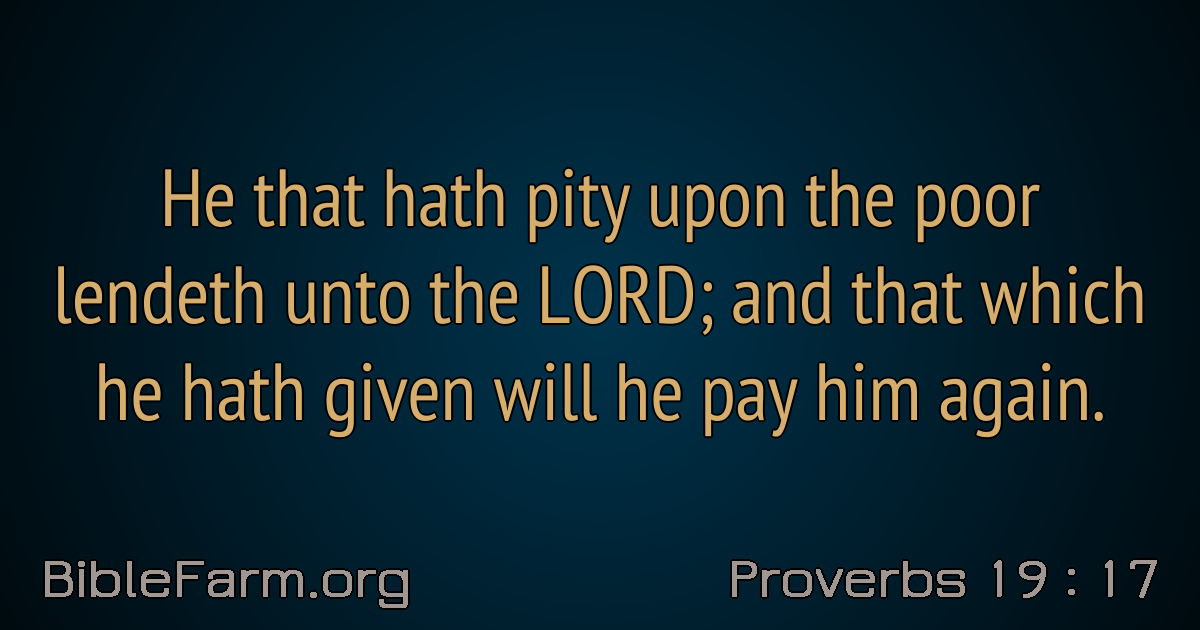 He that hath pity upon the poor
lendeth unto the LORD; and that which
he hath given will he pay him again.
BibleFarm.org
Proverbs 19 : 17